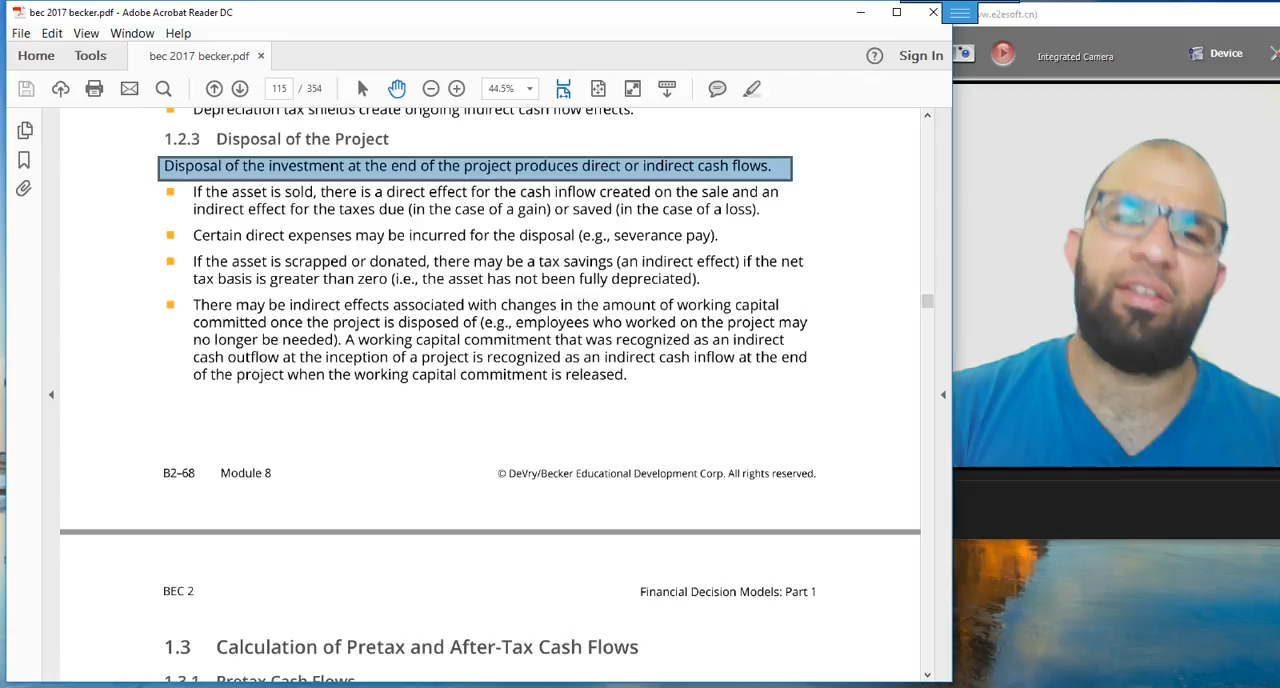 bec 2017 becker.pdf - Adobe Acrobat Reader DC
File Edit View Window Help
Home Tools bec 2017 becker.pdf × Sign In
115 / 354 44.5%
Depreciation tax shields create ongoing indirect cash flow effects.
1.2.3 Disposal of the Project
Disposal of the investment at the end of the project produces direct or indirect cash flows.
If the asset is sold, there is a direct effect for the cash inflow created on the sale and an
indirect effect for the taxes due (in the case of a gain) or saved (in the case of a loss).
Certain direct expenses may be incurred for the disposal (e.g., severance pay).
If the asset is scrapped or donated, there may be a tax savings (an indirect effect) if the net
tax basis is greater than zero (i.e., the asset has not been fully depreciated).
There may be indirect effects associated with changes in the amount of working capital
committed once the project is disposed of (e.g., employees who worked on the project may
no longer be needed). A working capital commitment that was recognized as an indirect
cash outflow at the inception of a project is recognized as an indirect cash inflow at the end
of the project when the working capital commitment is released.
B2–68 Module 8 © DeVry/Becker Educational Development Corp. All rights reserved.
BEC 2 Financial Decision Models: Part 1
1.3 Calculation of Pretax and After-Tax Cash Flows
1.3.1 Pretax Cash Flows
w.e2esoft.cn)
Integrated Camera Device